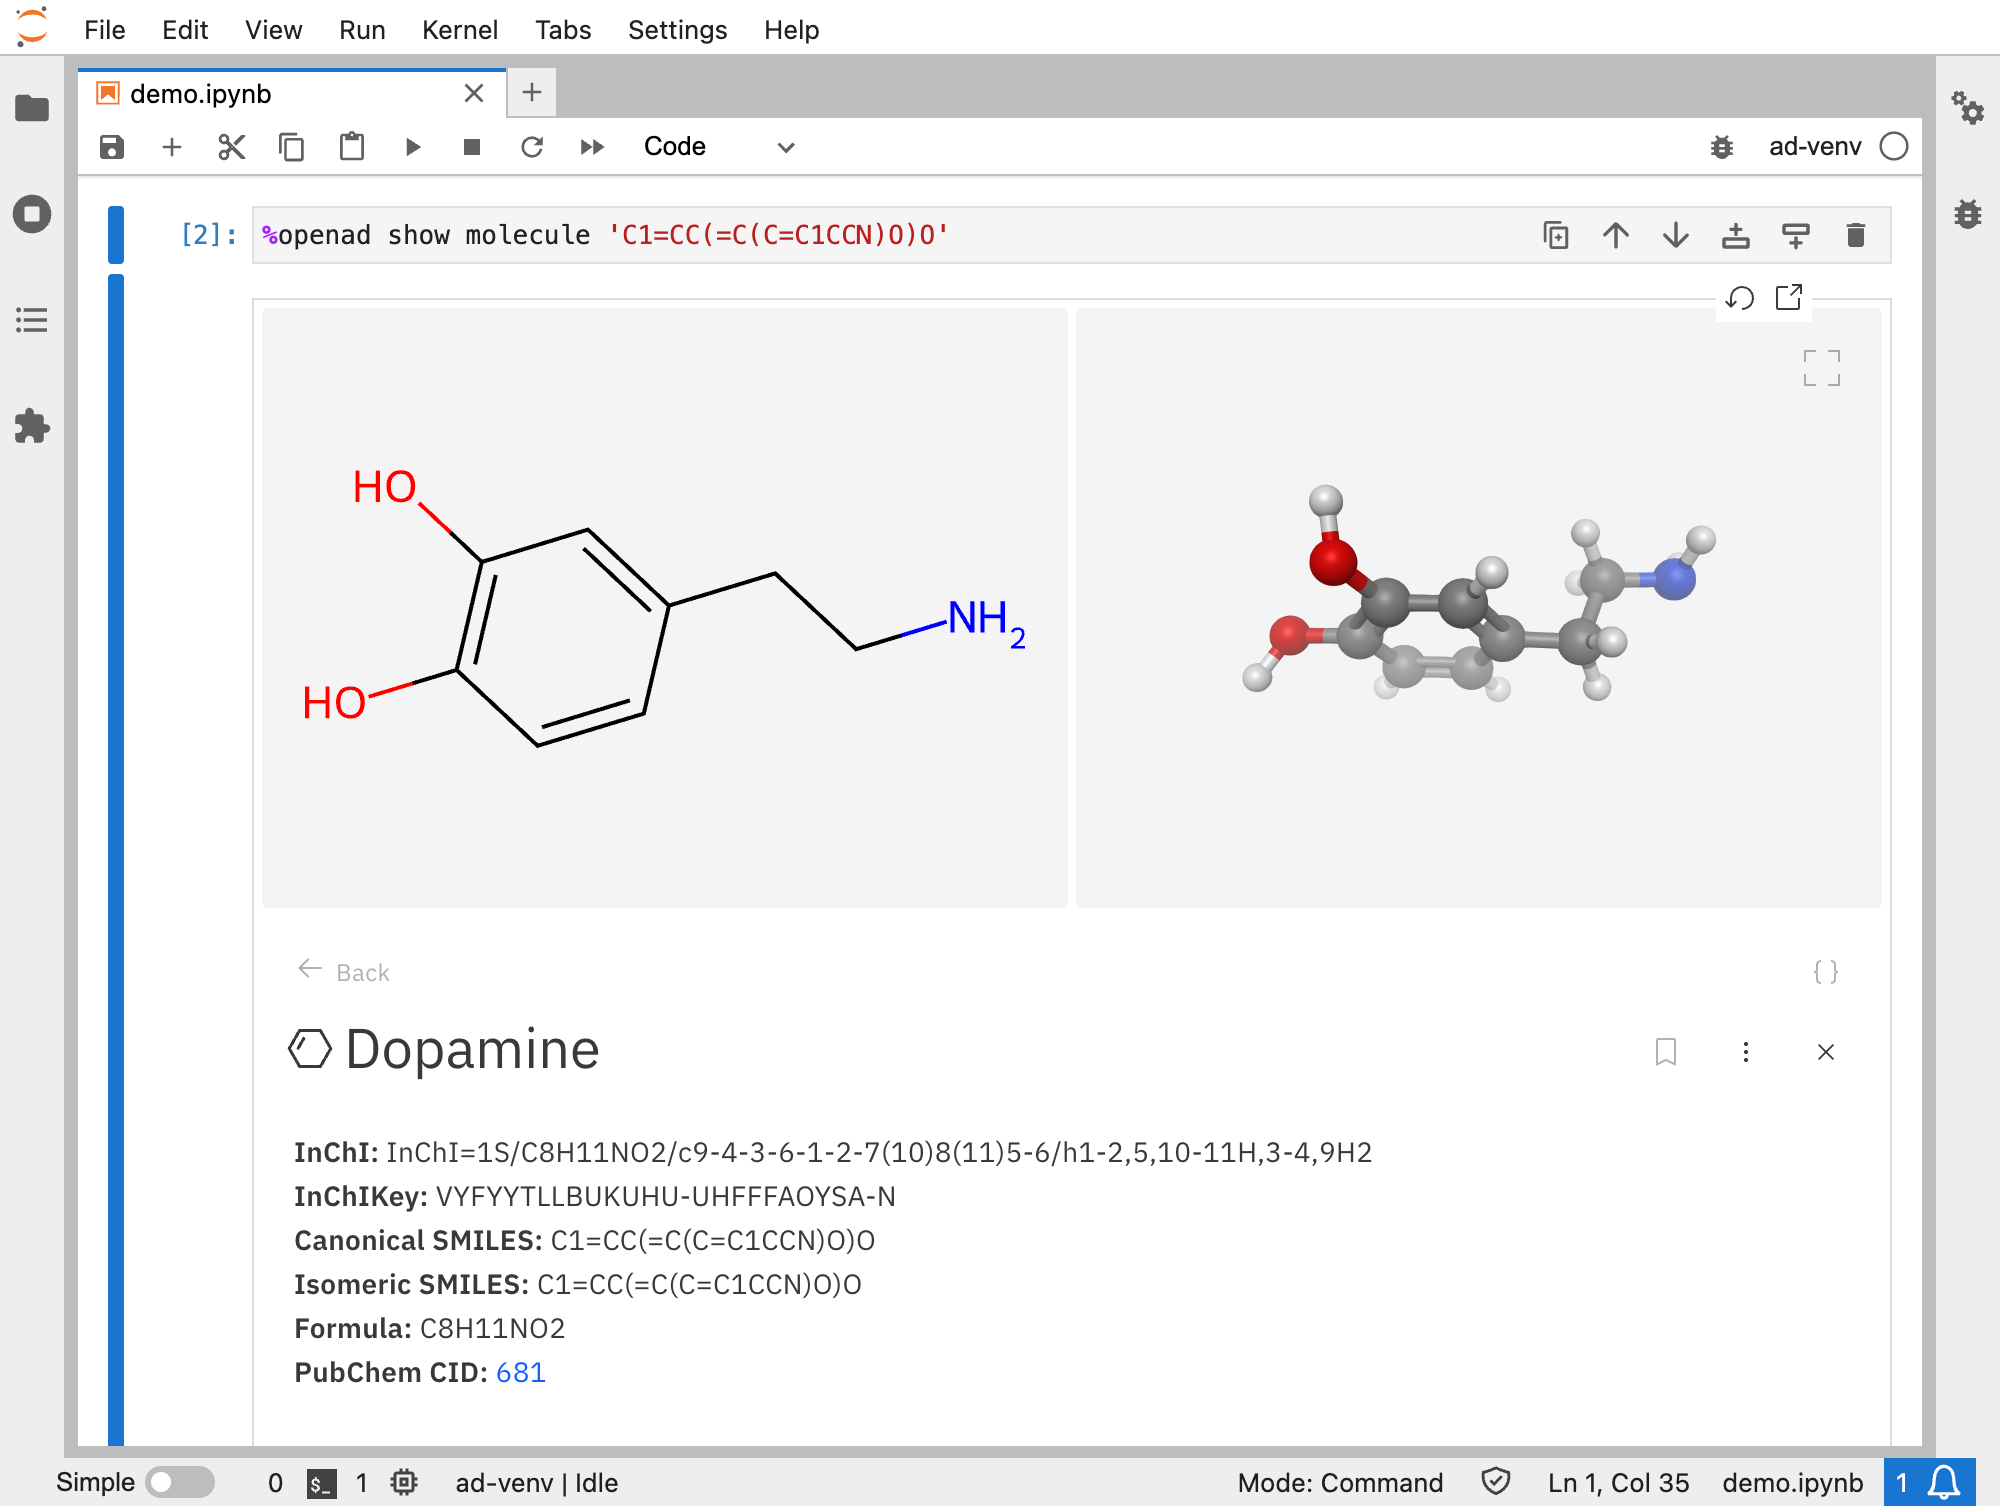 File Edit View Run Kernel Tabs Settings Help
demo.ipynb
Code
ad-venv
[2]: %openad show molecule 'C1=CC(=C(C=C1CCN)O)O'
HO
NH2
HO
Back
{ }
Dopamine
InChI: InChI=1S/C8H11NO2/c9-4-3-6-1-2-7(10)8(11)5-6/h1-2,5,10-11H,3-4,9H2
InChIKey: VYFYYTLLBUKUHU-UHFFFAOYSA-N
Canonical SMILES: C1=CC(=C(C=C1CCN)O)O
Isomeric SMILES: C1=CC(=C(C=C1CCN)O)O
Formula: C8H11NO2
PubChem CID: 681
Simple 0 $_ 1 ad-venv | Idle Mode: Command Ln 1, Col 35 demo.ipynb 1